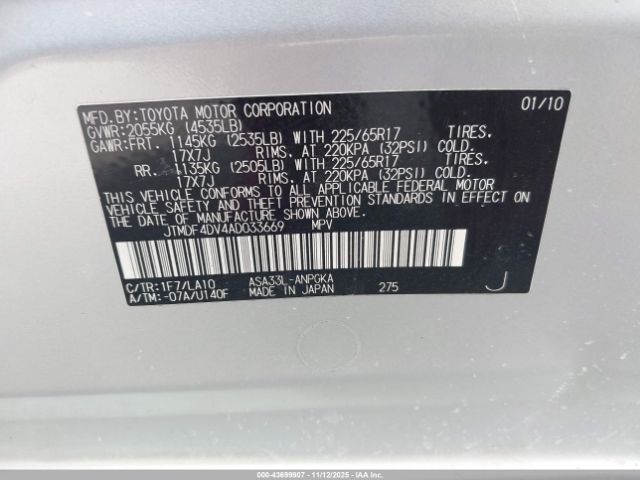 MFD.BY:TOYOTA MOTOR CORPORATION 01/10
GVWR:2055KG (4535LB)
GAWR:FRT. 1145KG (2535LB) WITH 225/65R17 TIRES.
17X7J RIMS. AT 220KPA (32PSI) COLD.
RR. 1135KG (2505LB) WITH 225/65R17 TIRES.
17X7J RIMS. AT 220KPA (32PSI) COLD.
THIS VEHICLE CONFORMS TO ALL APPLICABLE FEDERAL MOTOR
VEHICLE SAFETY AND THEFT PREVENTION STANDARDS IN EFFECT ON
THE DATE OF MANUFACTURE SHOWN ABOVE.
JTMDF4DV4AD033669 MPV
C/TR:1F7/LA10 ASA33L-ANPGKA
A/TM:-07A/U140F MADE IN JAPAN 275 J
000-43699907 - 11/12/2025 - IAAI.COM